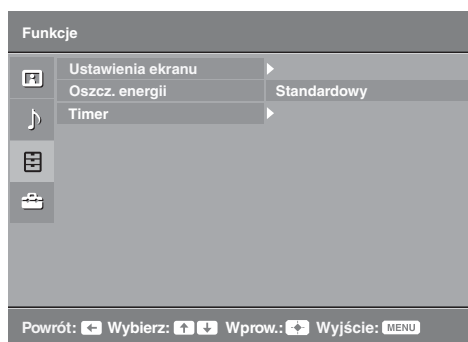 Funkcje
Ustawienia ekranu
Oszcz. energii Standardowy
Timer
Powrót: Wybierz: Wprow.: Wyjście: MENU